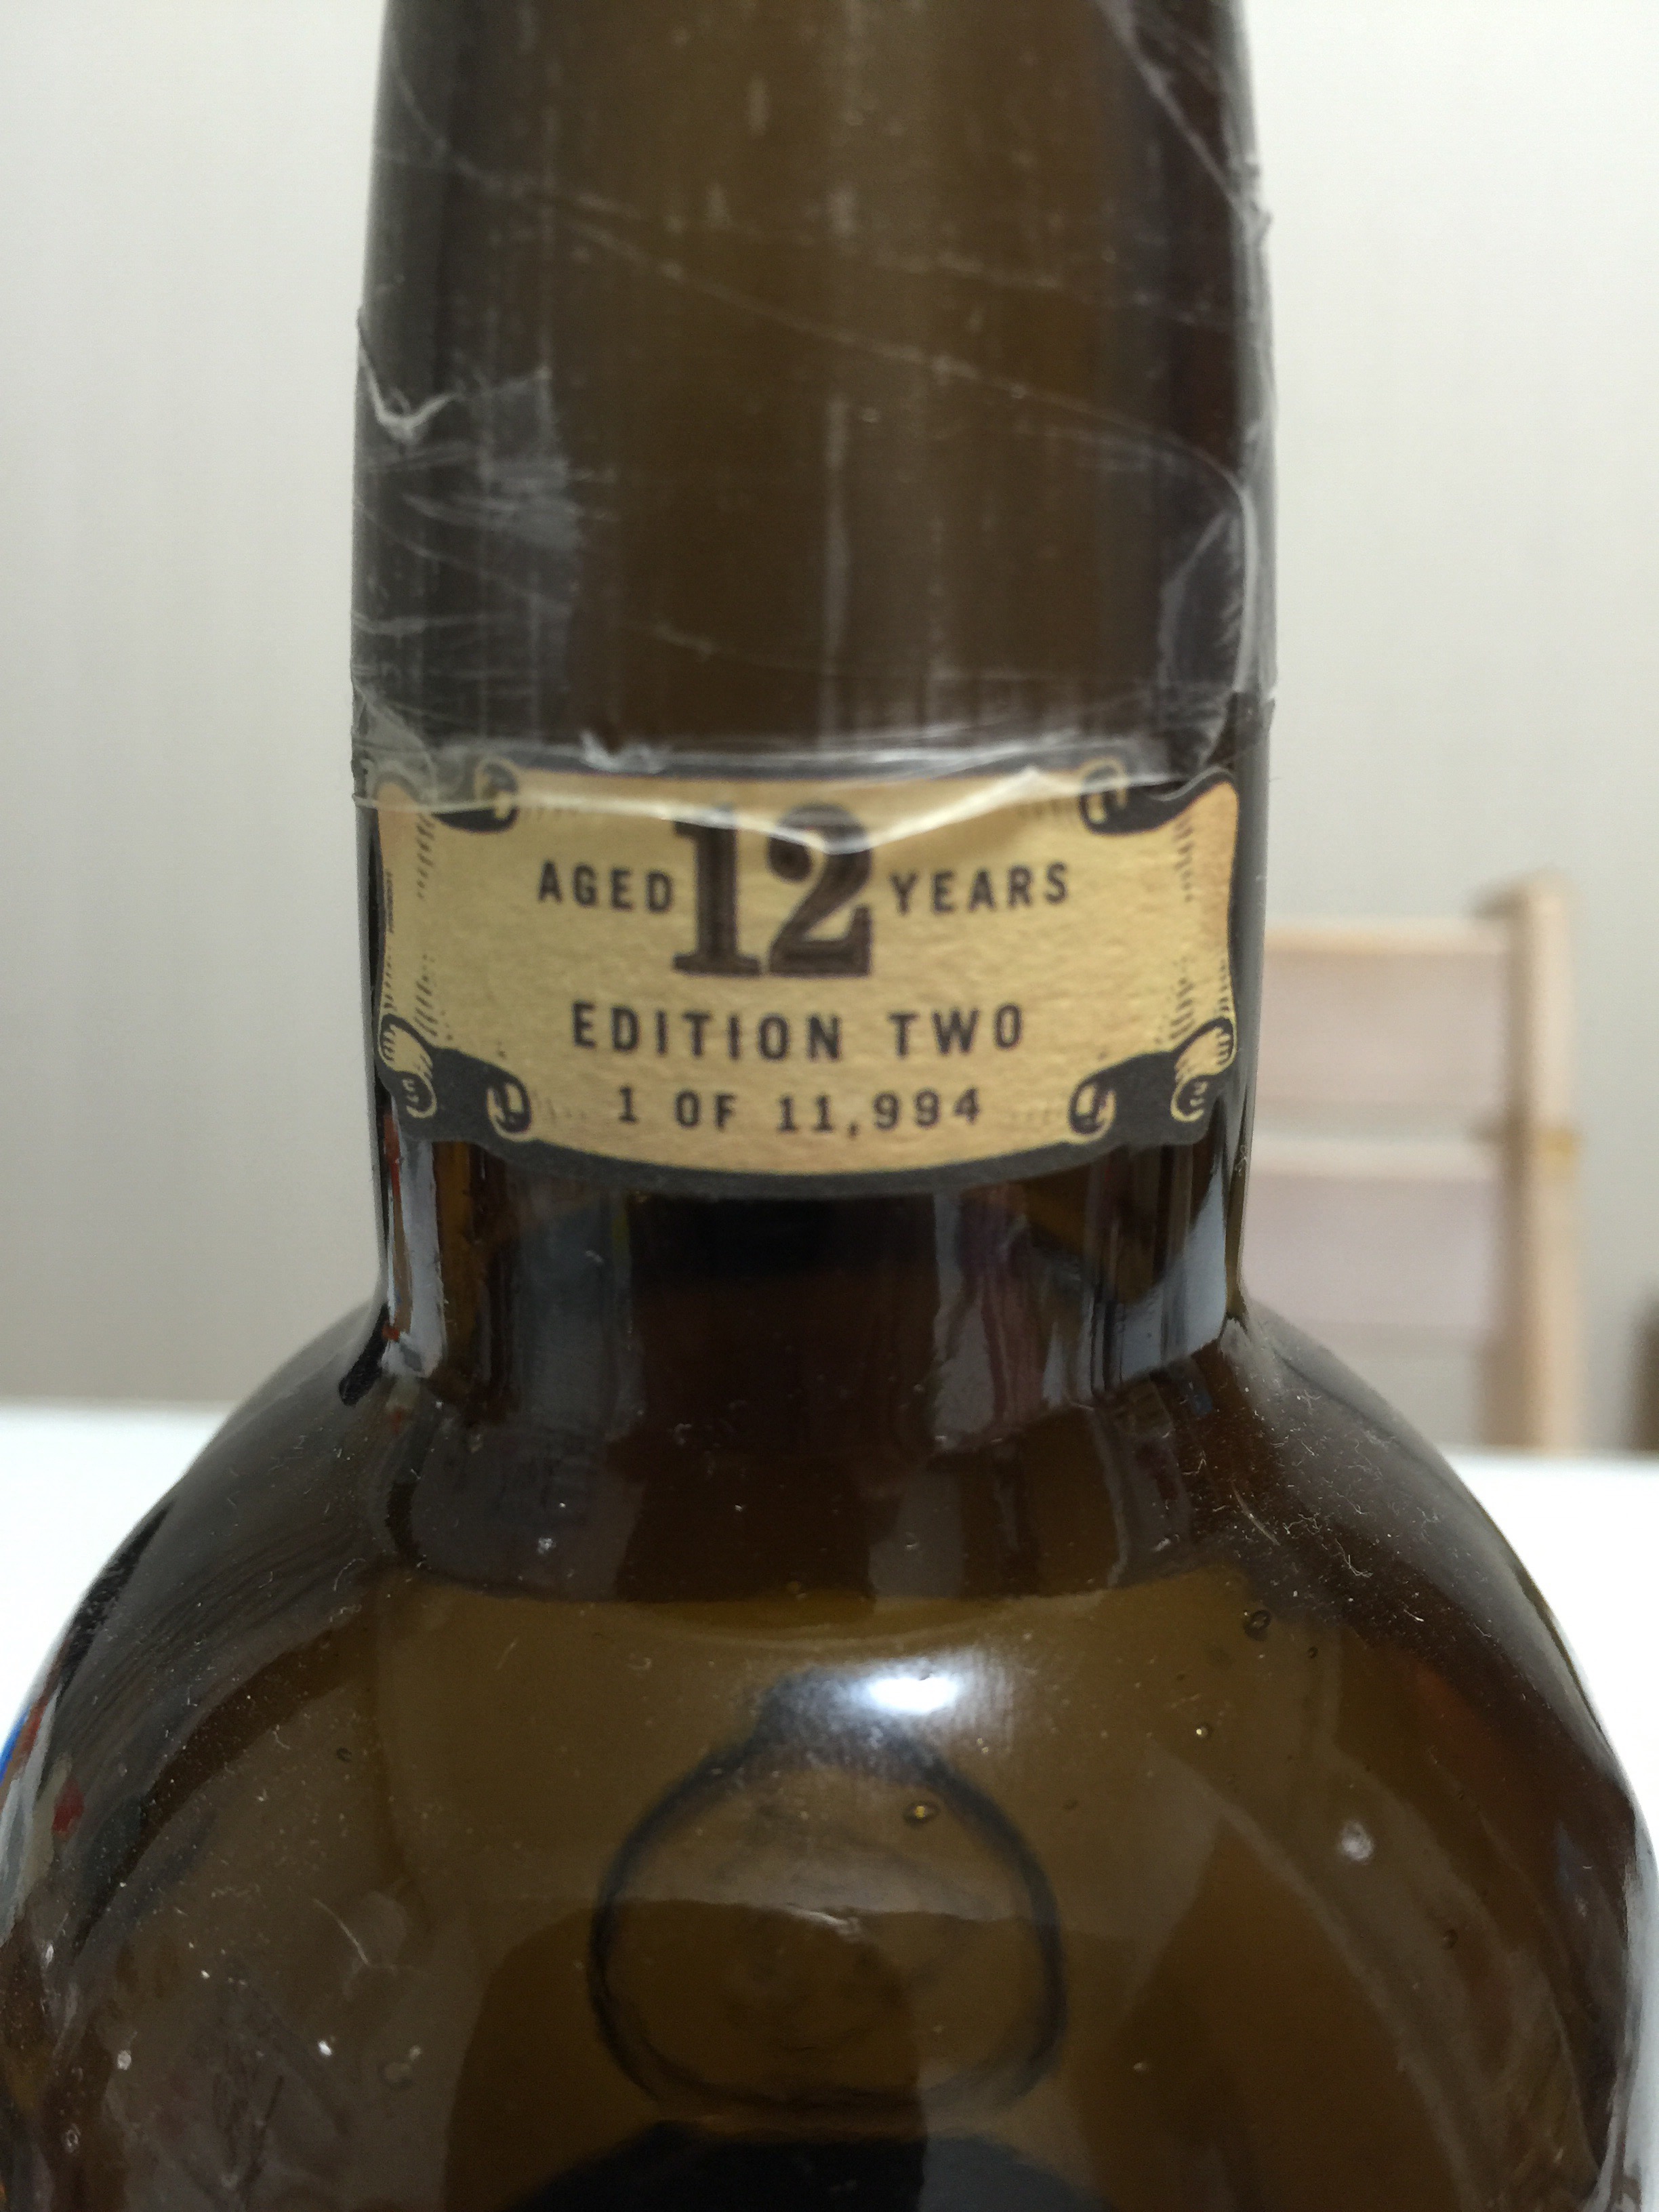 AGED 12 YEARS
EDITION TWO
1 OF 11,994